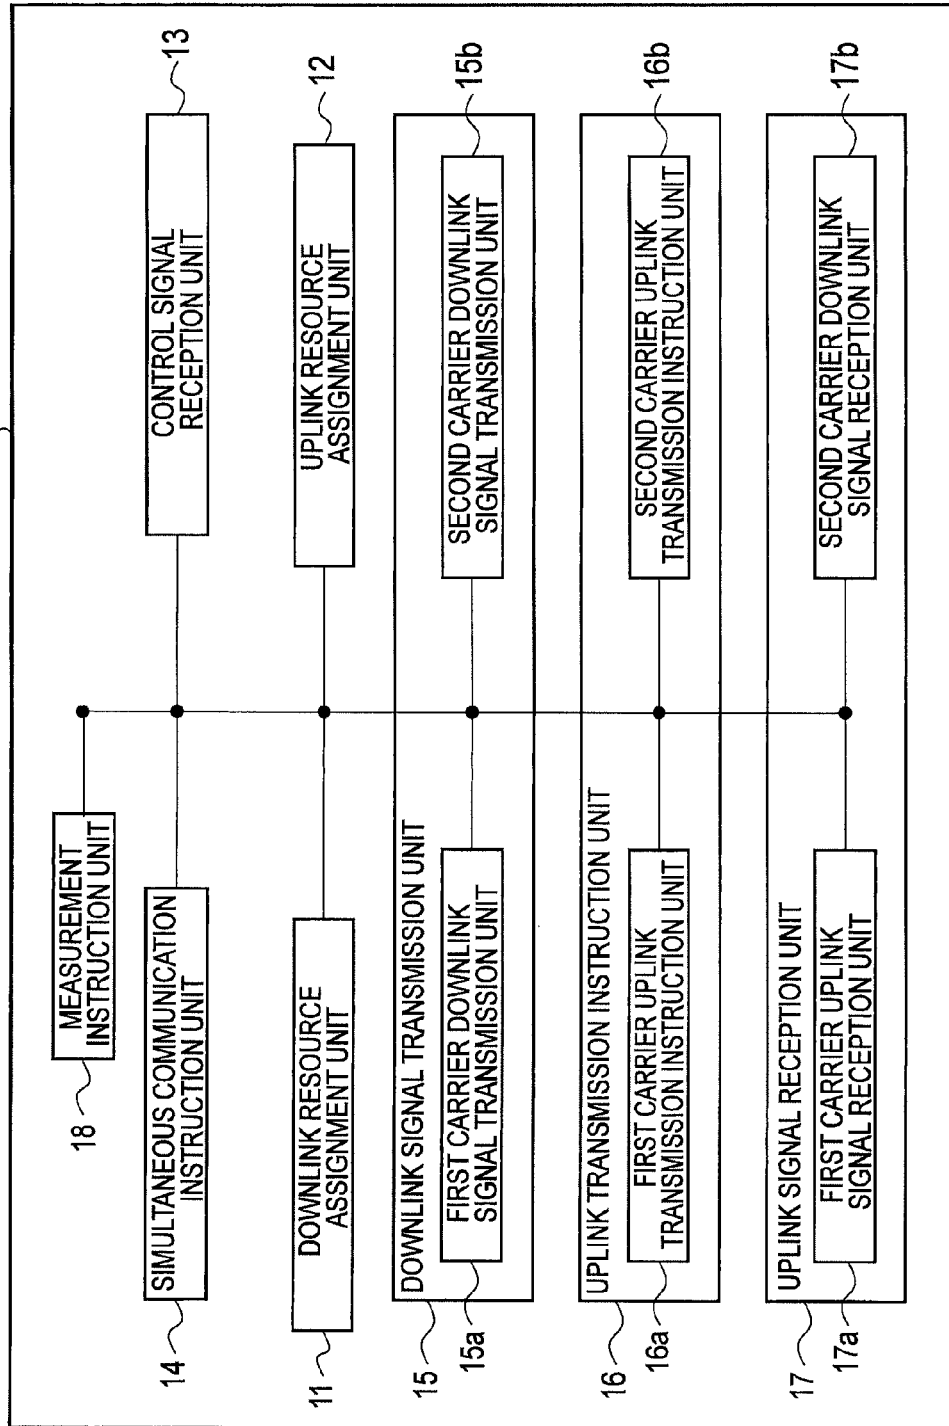 18
MEASUREMENT
INSTRUCTION UNIT
14
SIMULTANEOUS COMMUNICATION
INSTRUCTION UNIT
CONTROL SIGNAL
RECEPTION UNIT
13
11
DOWNLINK RESOURCE
ASSIGNMENT UNIT
UPLINK RESOURCE
ASSIGNMENT UNIT
12
15
DOWNLINK SIGNAL TRANSMISSION UNIT
15a
FIRST CARRIER DOWNLINK
SIGNAL TRANSMISSION UNIT
SECOND CARRIER DOWNLINK
SIGNAL TRANSMISSION UNIT
15b
16
UPLINK TRANSMISSION INSTRUCTION UNIT
16a
FIRST CARRIER UPLINK
TRANSMISSION INSTRUCTION UNIT
SECOND CARRIER UPLINK
TRANSMISSION INSTRUCTION UNIT
16b
17
UPLINK SIGNAL RECEPTION UNIT
17a
FIRST CARRIER UPLINK
SIGNAL RECEPTION UNIT
SECOND CARRIER DOWNLINK
SIGNAL RECEPTION UNIT
17b